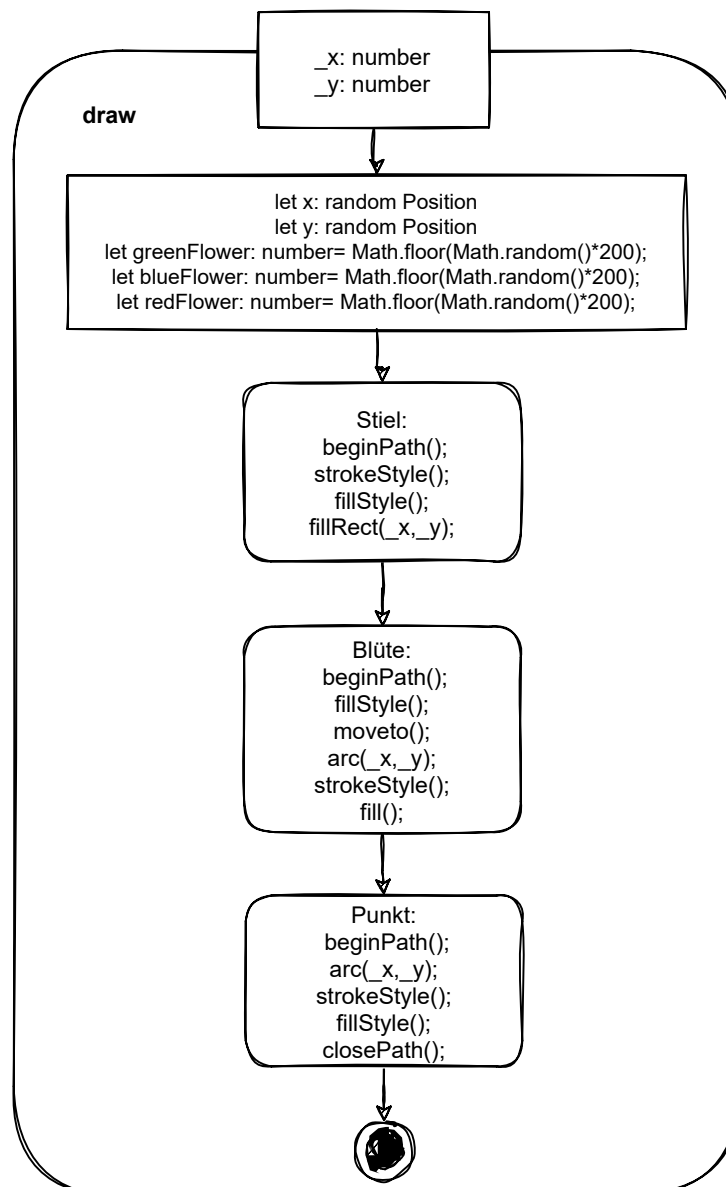 _x: number
_y: number
draw
let x: random Position
let y: random Position
let greenFlower: number= Math.floor(Math.random()*200);
let blueFlower: number= Math.floor(Math.random()*200);
let redFlower: number= Math.floor(Math.random()*200);
Stiel:
beginPath();
strokeStyle();
fillStyle();
fillRect(_x,_y);
Blüte:
beginPath();
fillStyle();
moveto();
arc(_x,_y);
strokeStyle();
fill();
Punkt:
beginPath();
arc(_x,_y);
strokeStyle();
fillStyle();
closePath();